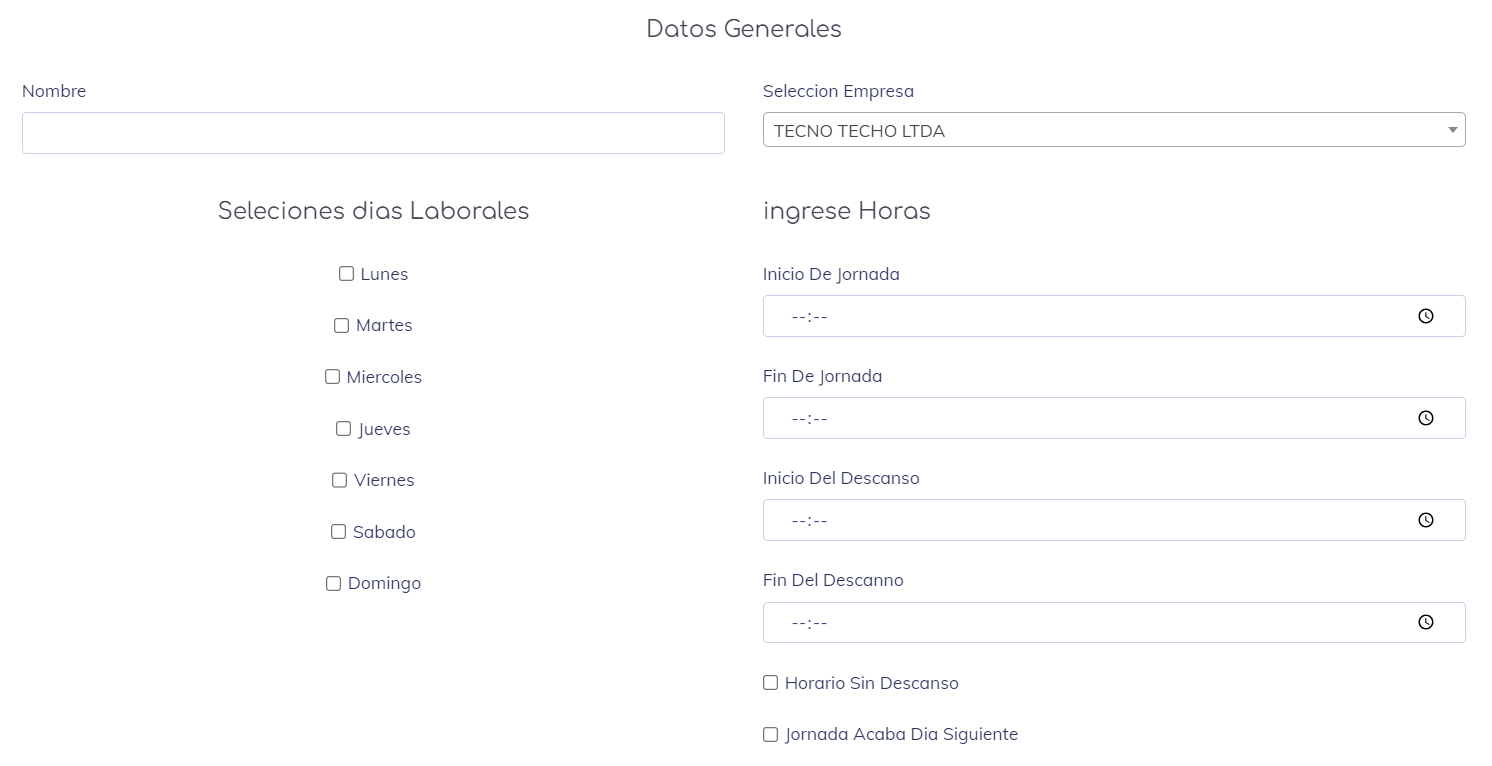 Datos Generales
Nombre
Seleccion Empresa
TECNO TECHO LTDA
Seleciones dias Laborales
Lunes
Martes
Miercoles
Jueves
Viernes
Sabado
Domingo
ingrese Horas
Inicio De Jornada
--:--
Fin De Jornada
--:--
Inicio Del Descanso
--:--
Fin Del Descanno
--:--
Horario Sin Descanso
Jornada Acaba Dia Siguiente